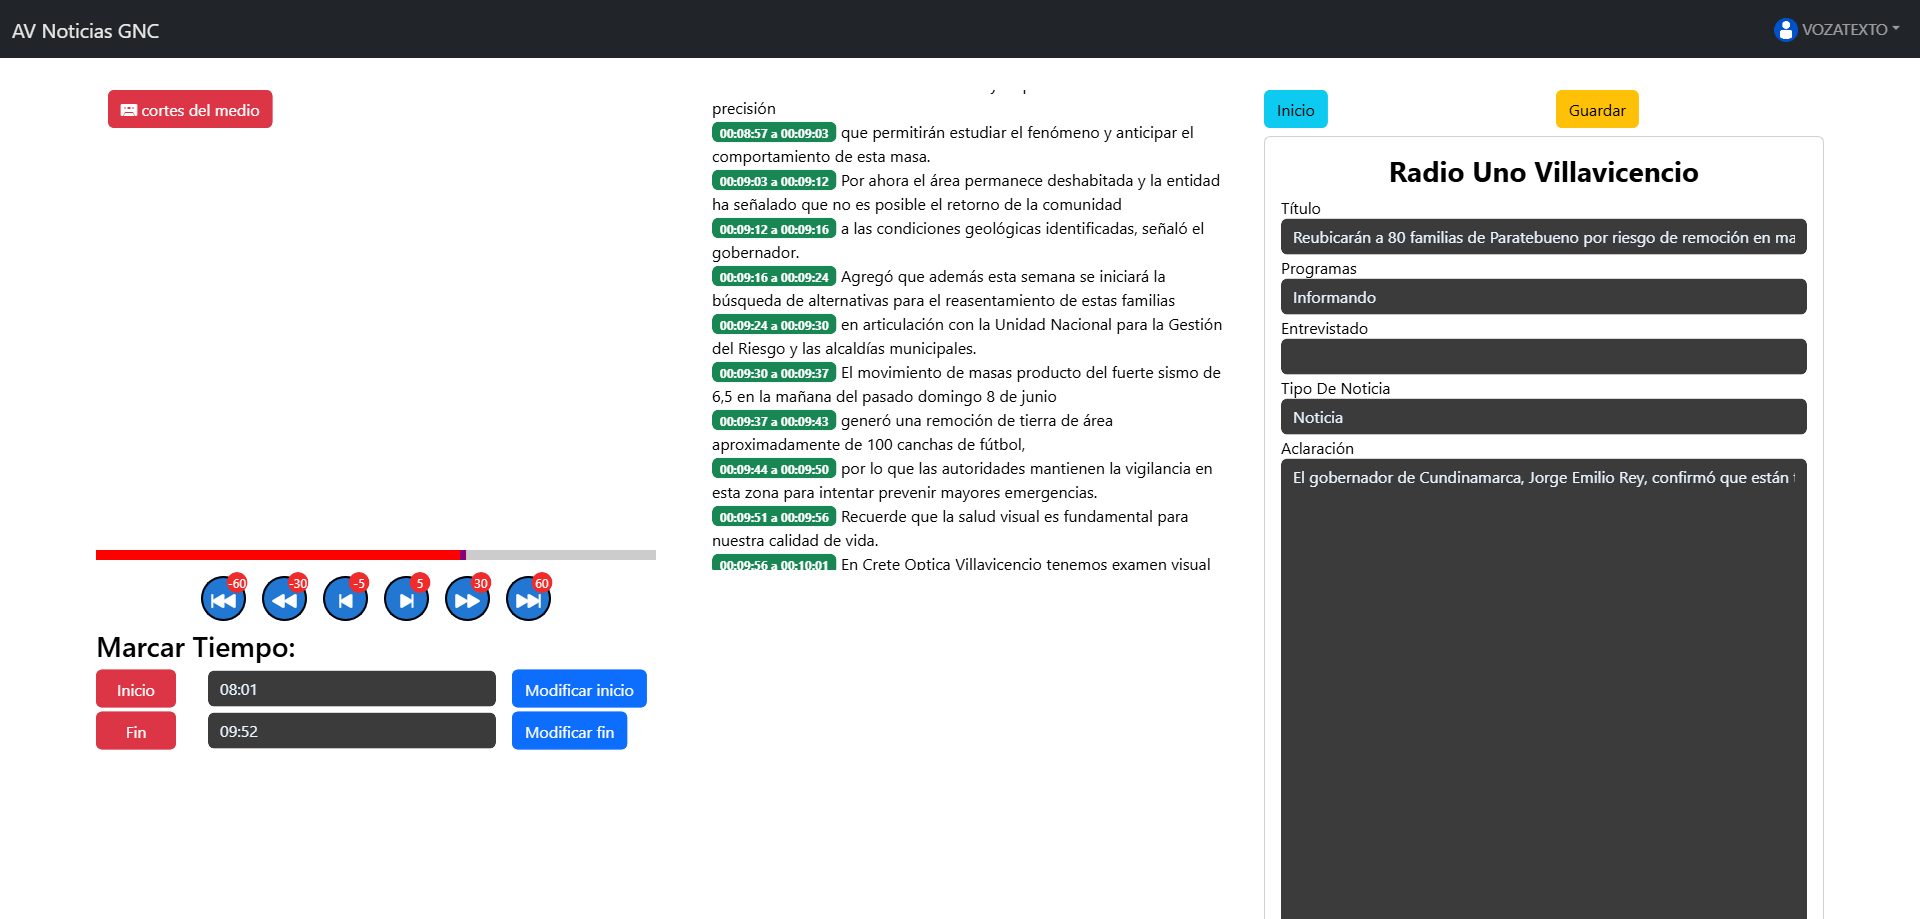 AV Noticias GNC
VOZATEXTO
cortes del medio
precisión
00:08:57 a 00:09:03 que permitirán estudiar el fenómeno y anticipar el
comportamiento de esta masa.
00:09:03 a 00:09:12 Por ahora el área permanece deshabitada y la entidad
ha señalado que no es posible el retorno de la comunidad
00:09:12 a 00:09:16 a las condiciones geológicas identificadas, señaló el
gobernador.
00:09:16 a 00:09:24 Agregó que además esta semana se iniciará la
búsqueda de alternativas para el reasentamiento de estas familias
00:09:24 a 00:09:30 en articulación con la Unidad Nacional para la Gestión
del Riesgo y las alcaldías municipales.
00:09:30 a 00:09:37 El movimiento de masas producto del fuerte sismo de
6,5 en la mañana del pasado domingo 8 de junio
00:09:37 a 00:09:43 generó una remoción de tierra de área
aproximadamente de 100 canchas de fútbol,
00:09:44 a 00:09:50 por lo que las autoridades mantienen la vigilancia en
esta zona para intentar prevenir mayores emergencias.
00:09:51 a 00:09:56 Recuerde que la salud visual es fundamental para
nuestra calidad de vida.
00:09:56 a 00:10:01 En Crete Optica Villavicencio tenemos examen visual
-60 -30 -5 5 30 60
Marcar Tiempo:
Inicio 08:01 Modificar inicio
Fin 09:52 Modificar fin
Inicio Guardar
Radio Uno Villavicencio
Título
Reubicarán a 80 familias de Paratebueno por riesgo de remoción en ma
Programas
Informando
Entrevistado
Tipo De Noticia
Noticia
Aclaración
El gobernador de Cundinamarca, Jorge Emilio Rey, confirmó que están